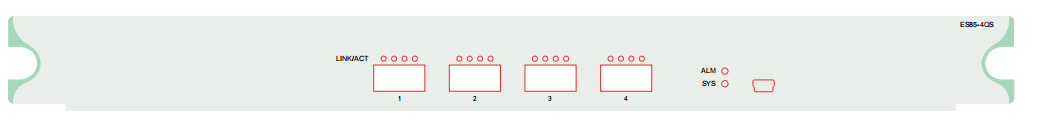 ES85-4QS
LINK/ACT
1 2 3 4
ALM
SYS